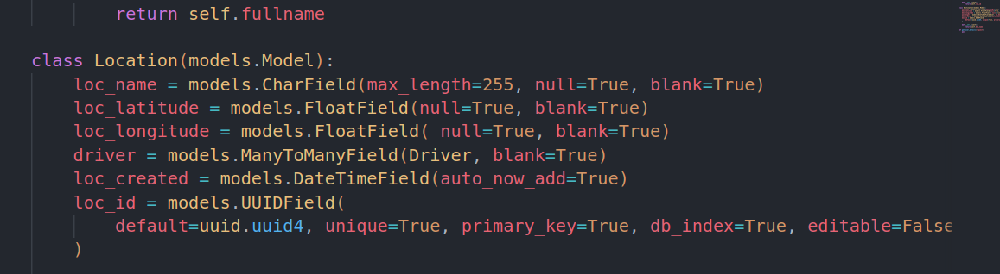 return self.fullname
class Location(models.Model):
loc_name = models.CharField(max_length=255, null=True, blank=True)
loc_latitude = models.FloatField(null=True, blank=True)
loc_longitude = models.FloatField( null=True, blank=True)
driver = models.ManyToManyField(Driver, blank=True)
loc_created = models.DateTimeField(auto_now_add=True)
loc_id = models.UUIDField(
default=uuid.uuid4, unique=True, primary_key=True, db_index=True, editable=False
)